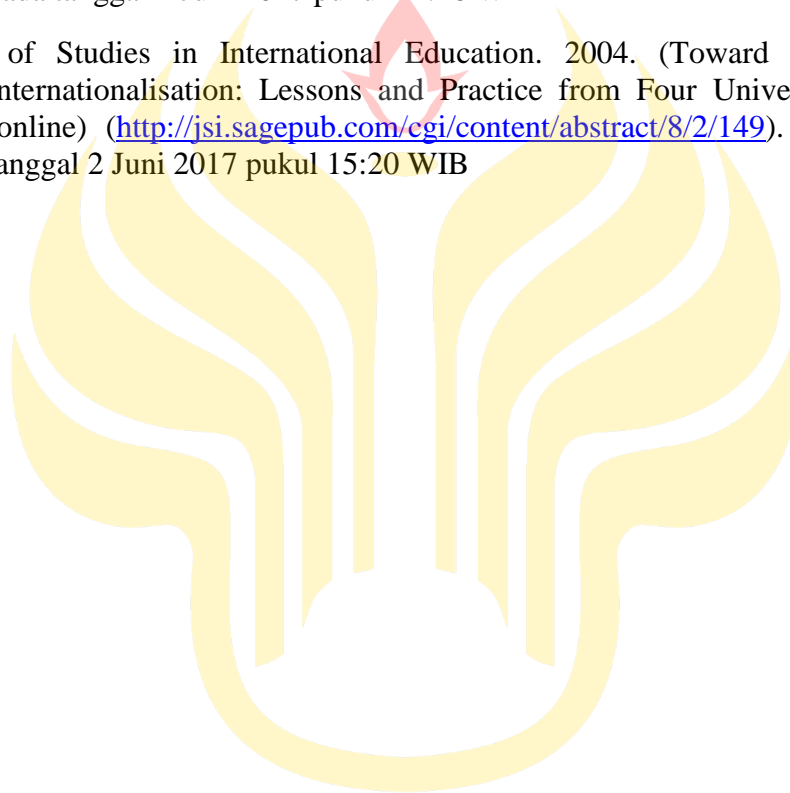 of Studies in International Education. 2004. (Toward
nternationalisation: Lessons and Practice from Four Unive
online) (http://jsi.sagepub.com/cgi/content/abstract/8/2/149).
anggal 2 Juni 2017 pukul 15:20 WIB